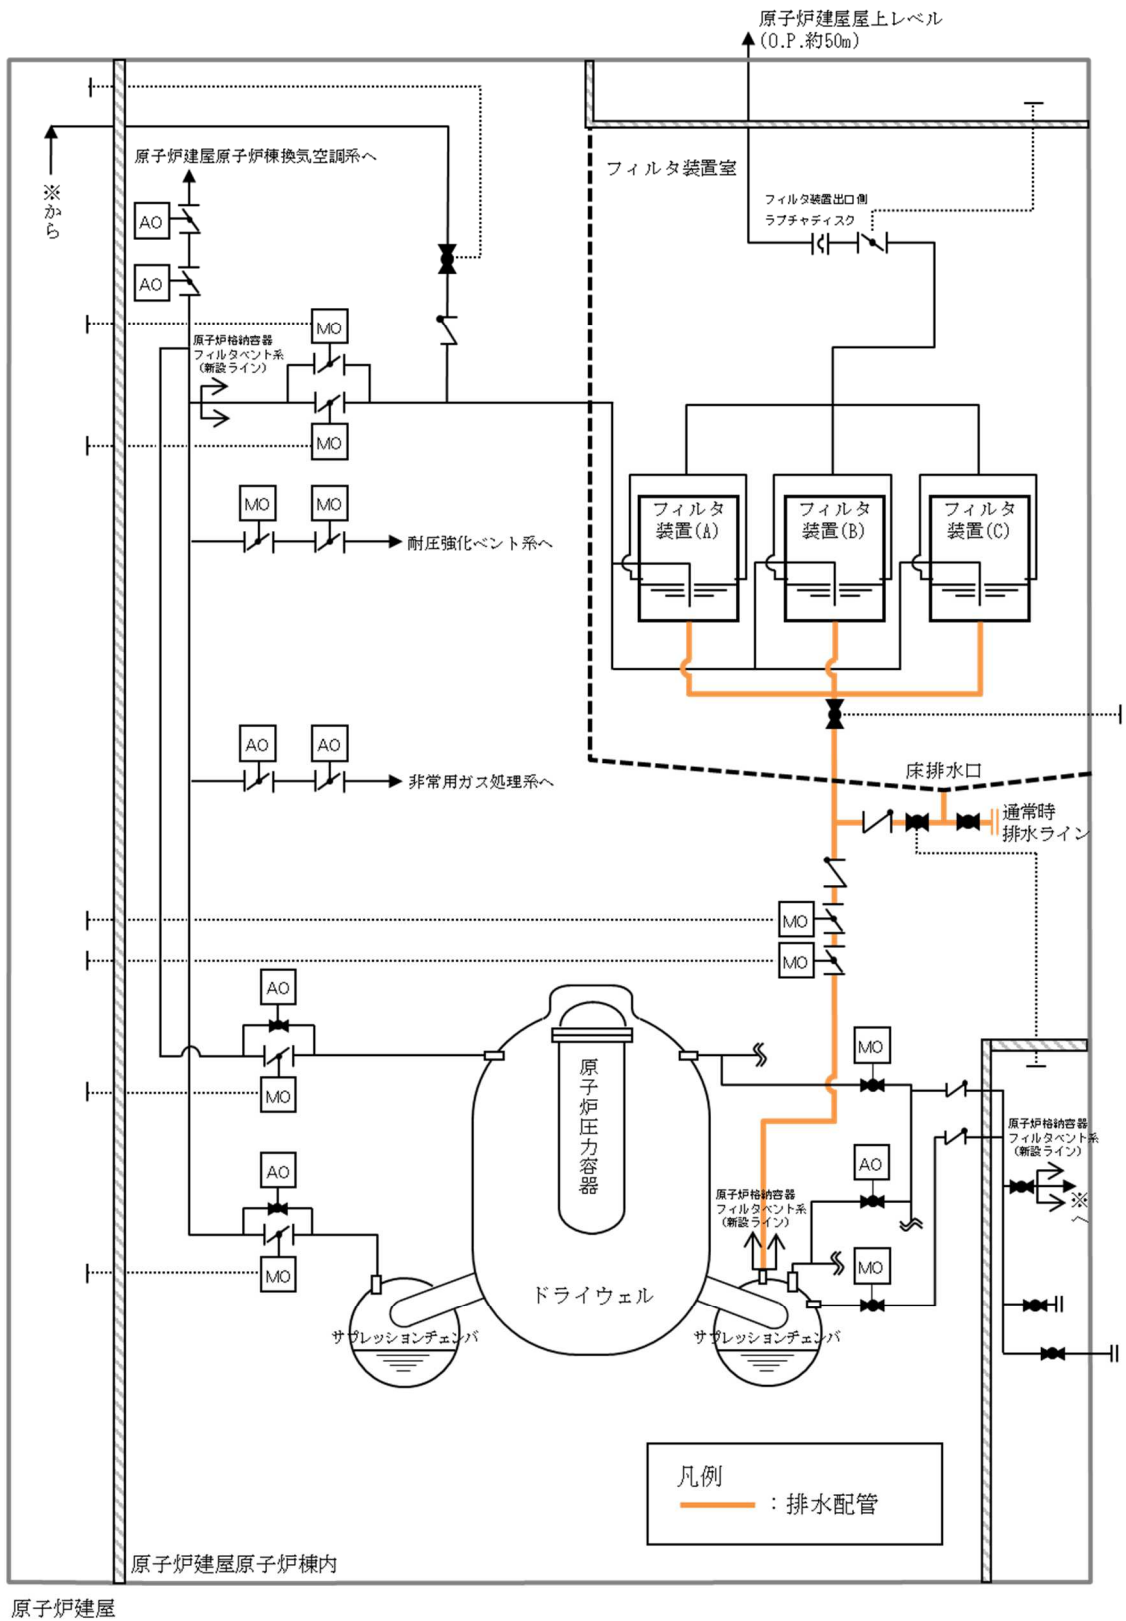 原子炉建屋屋上レベル
(O.P.約50m)
原子炉建屋原子炉棟換気空調系へ
※から
AO
AO
フィルタ装置室
フィルタ装置出口側
ラプチャディスク
MO
原子炉格納容器
フィルタベント系
(新設ライン)
MO
MO
MO
耐圧強化ベント系へ
フィルタ
装置(A)
フィルタ
装置(B)
フィルタ
装置(C)
AO
AO
非常用ガス処理系へ
床排水口
通常時
排水ライン
MO
MO
AO
MO
原子炉圧力容器
MO
AO
MO
AO
原子炉格納容器
フィルタベント系
(新設ライン)
原子炉格納容器
フィルタベント系
(新設ライン)
※へ
MO
ドライウェル
サプレッションチェンバ
サプレッションチェンバ
凡例
：排水配管
原子炉建屋原子炉棟内
原子炉建屋